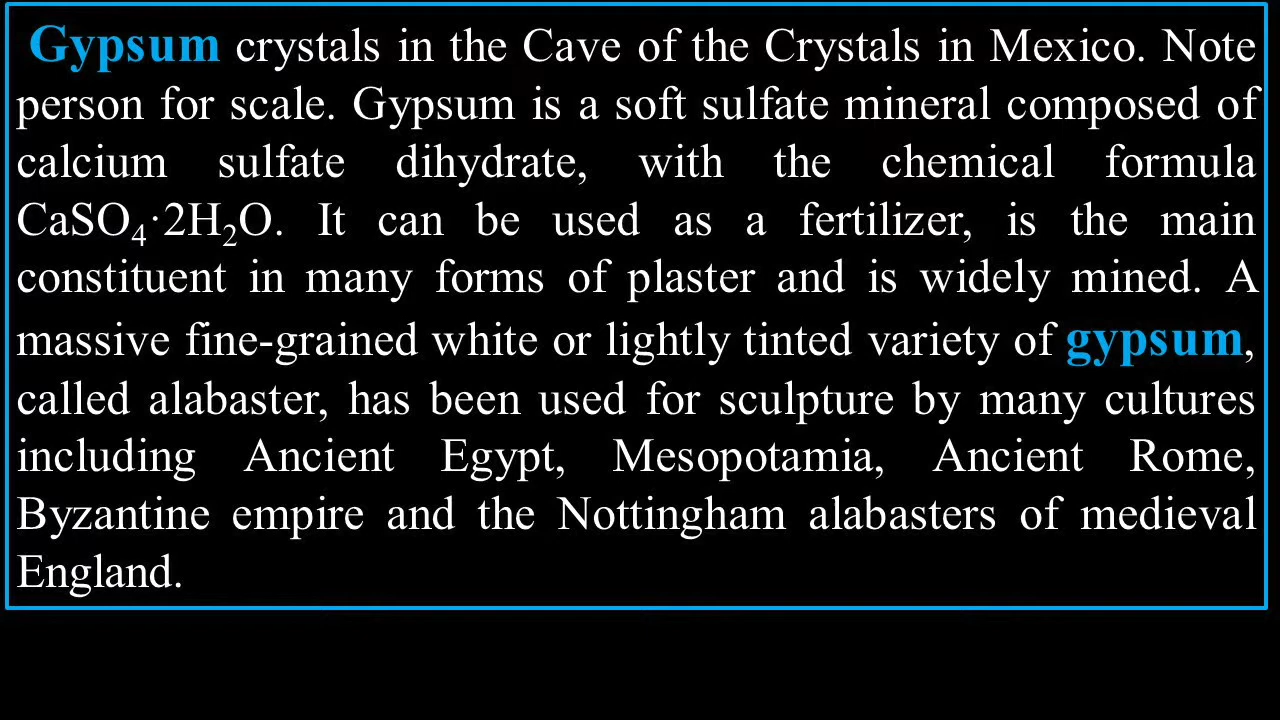 Gypsum crystals in the Cave of the Crystals in Mexico. Note
person for scale. Gypsum is a soft sulfate mineral composed of
calcium sulfate dihydrate, with the chemical formula
CaSO₄·2H₂O. It can be used as a fertilizer, is the main
constituent in many forms of plaster and is widely mined. A
massive fine-grained white or lightly tinted variety of gypsum,
called alabaster, has been used for sculpture by many cultures
including Ancient Egypt, Mesopotamia, Ancient Rome,
Byzantine empire and the Nottingham alabasters of medieval
England.